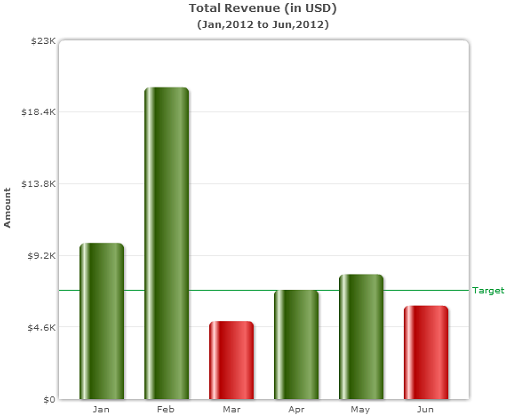 Total Revenue (in USD)
(Jan,2012 to Jun,2012)
$23K
$18.4K
$13.8K
$9.2K
$4.6K
$0
Amount
Target
Jan Feb Mar Apr May Jun